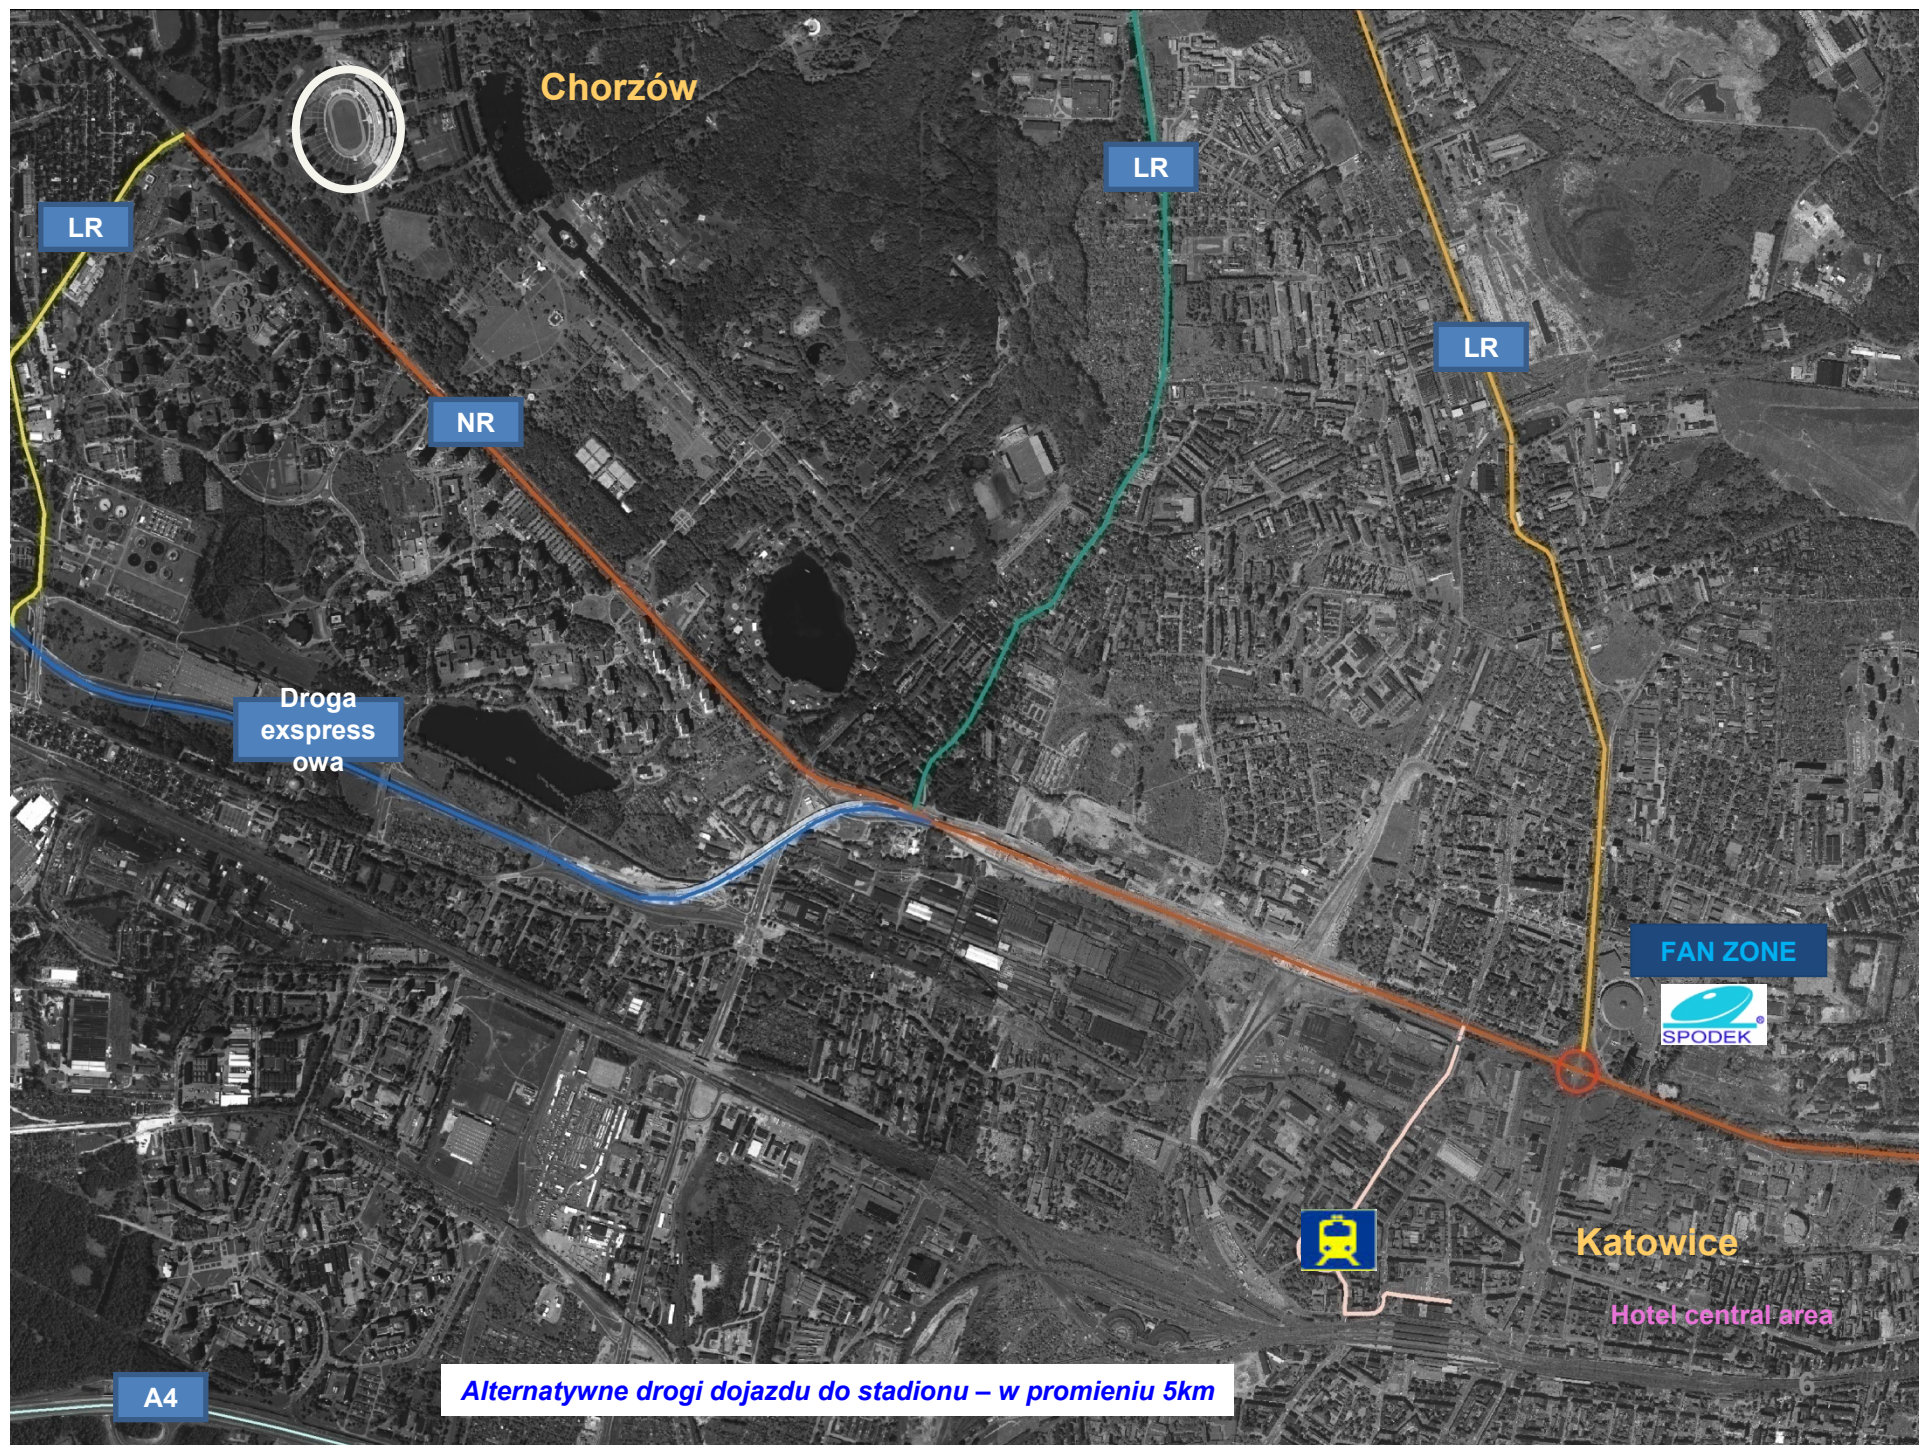 Chorzów
LR
LR
LR
NR
Droga
exspress
owa
FAN ZONE
SPODEK®
Katowice
Hotel central area
Alternatywne drogi dojazdu do stadionu – w promieniu 5km
A4
6